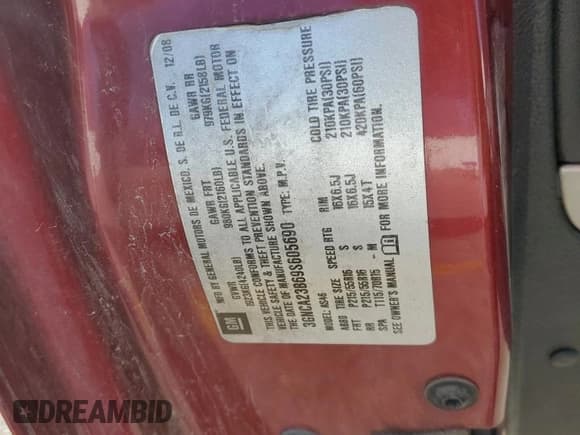 MFD BY GENERAL MOTORS DE MEXICO, S. DE R.L. DE C.V. 12/08
GVWR GAWR FRT GAWR RR
1923KG(4240LB) 980KG(2160LB) 979KG(2158LB)
THIS VEHICLE CONFORMS TO ALL APPLICABLE U.S. FEDERAL MOTOR
VEHICLE SAFETY & THEFT PREVENTION STANDARDS IN EFFECT ON
THE DATE OF MANUFACTURE SHOWN ABOVE.
3GNCA23B69S605690 TYPE: M.P.V.
MODEL: AS46
TIRE SIZE SPEED RTG RIM COLD TIRE PRESSURE
FRT P215/55R16 S 16X6.5J 210KPA(30PSI)
RR P215/55R16 S 16X6.5J 210KPA(30PSI)
SPA T115/70R15 M 15X4T 420KPA(60PSI)
SEE OWNER'S MANUAL FOR MORE INFORMATION.
GM
DREAMBID